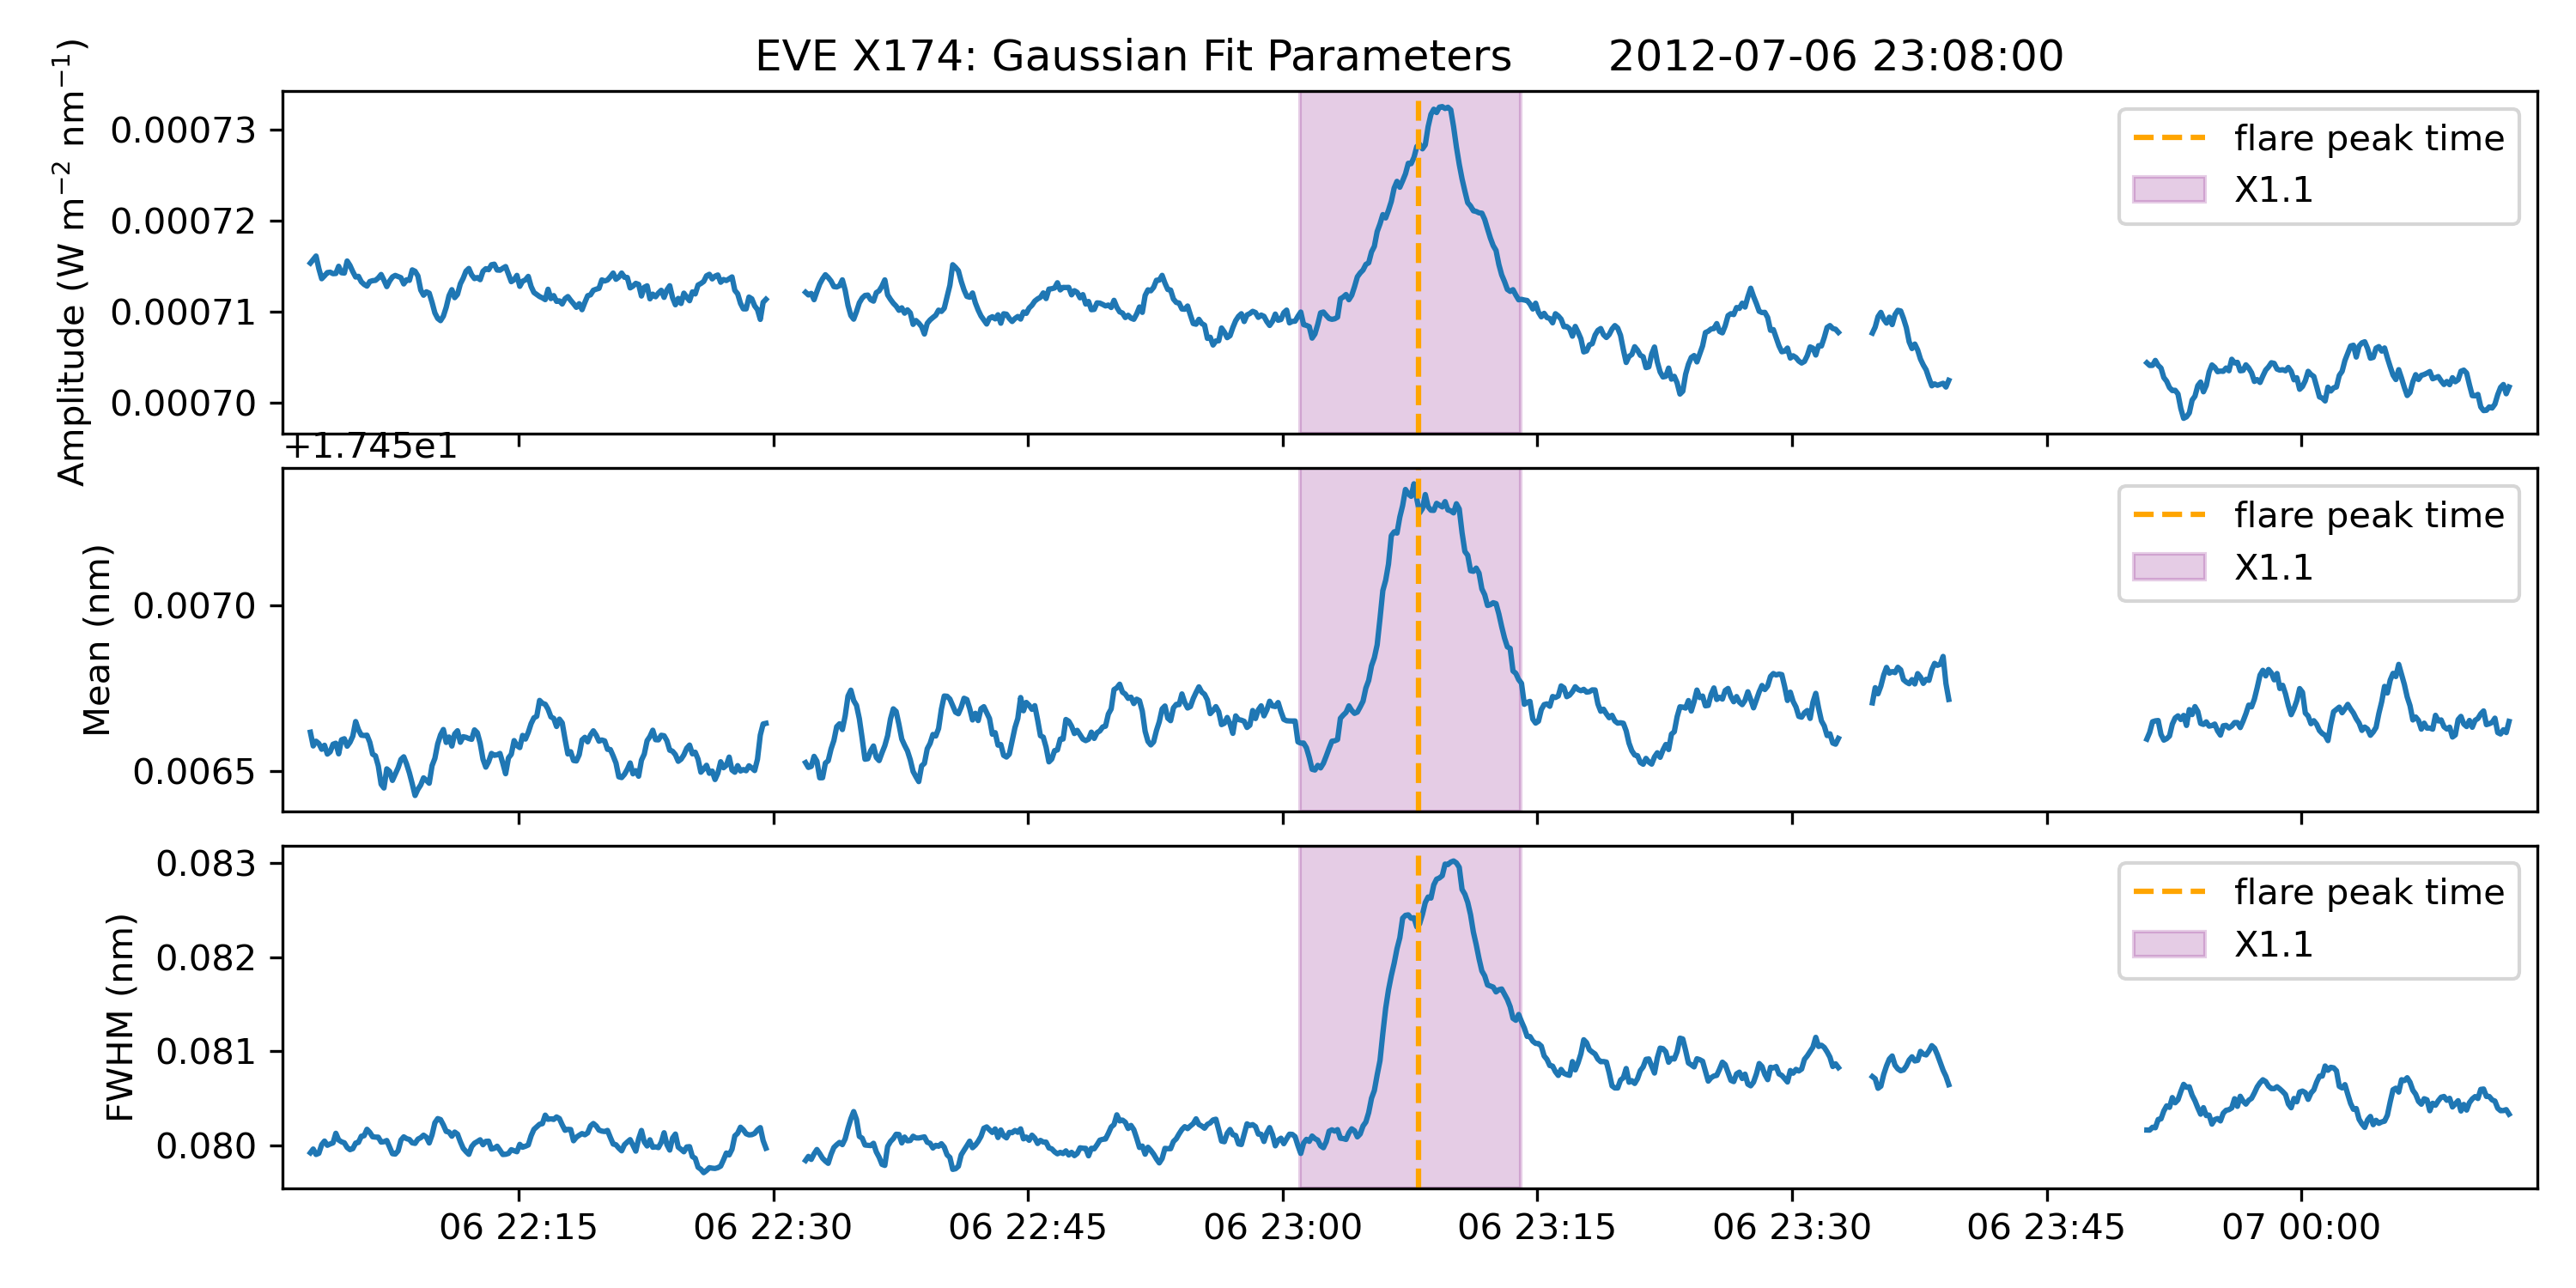 EVE X174: Gaussian Fit Parameters 2012-07-06 23:08:00
Amplitude (W m⁻² nm⁻¹)
0.00073
0.00072
0.00071
0.00070
flare peak time
X1.1
+1.745e1
Mean (nm)
0.0070
0.0065
flare peak time
X1.1
FWHM (nm)
0.083
0.082
0.081
0.080
flare peak time
X1.1
06 22:15 06 22:30 06 22:45 06 23:00 06 23:15 06 23:30 06 23:45 07 00:00